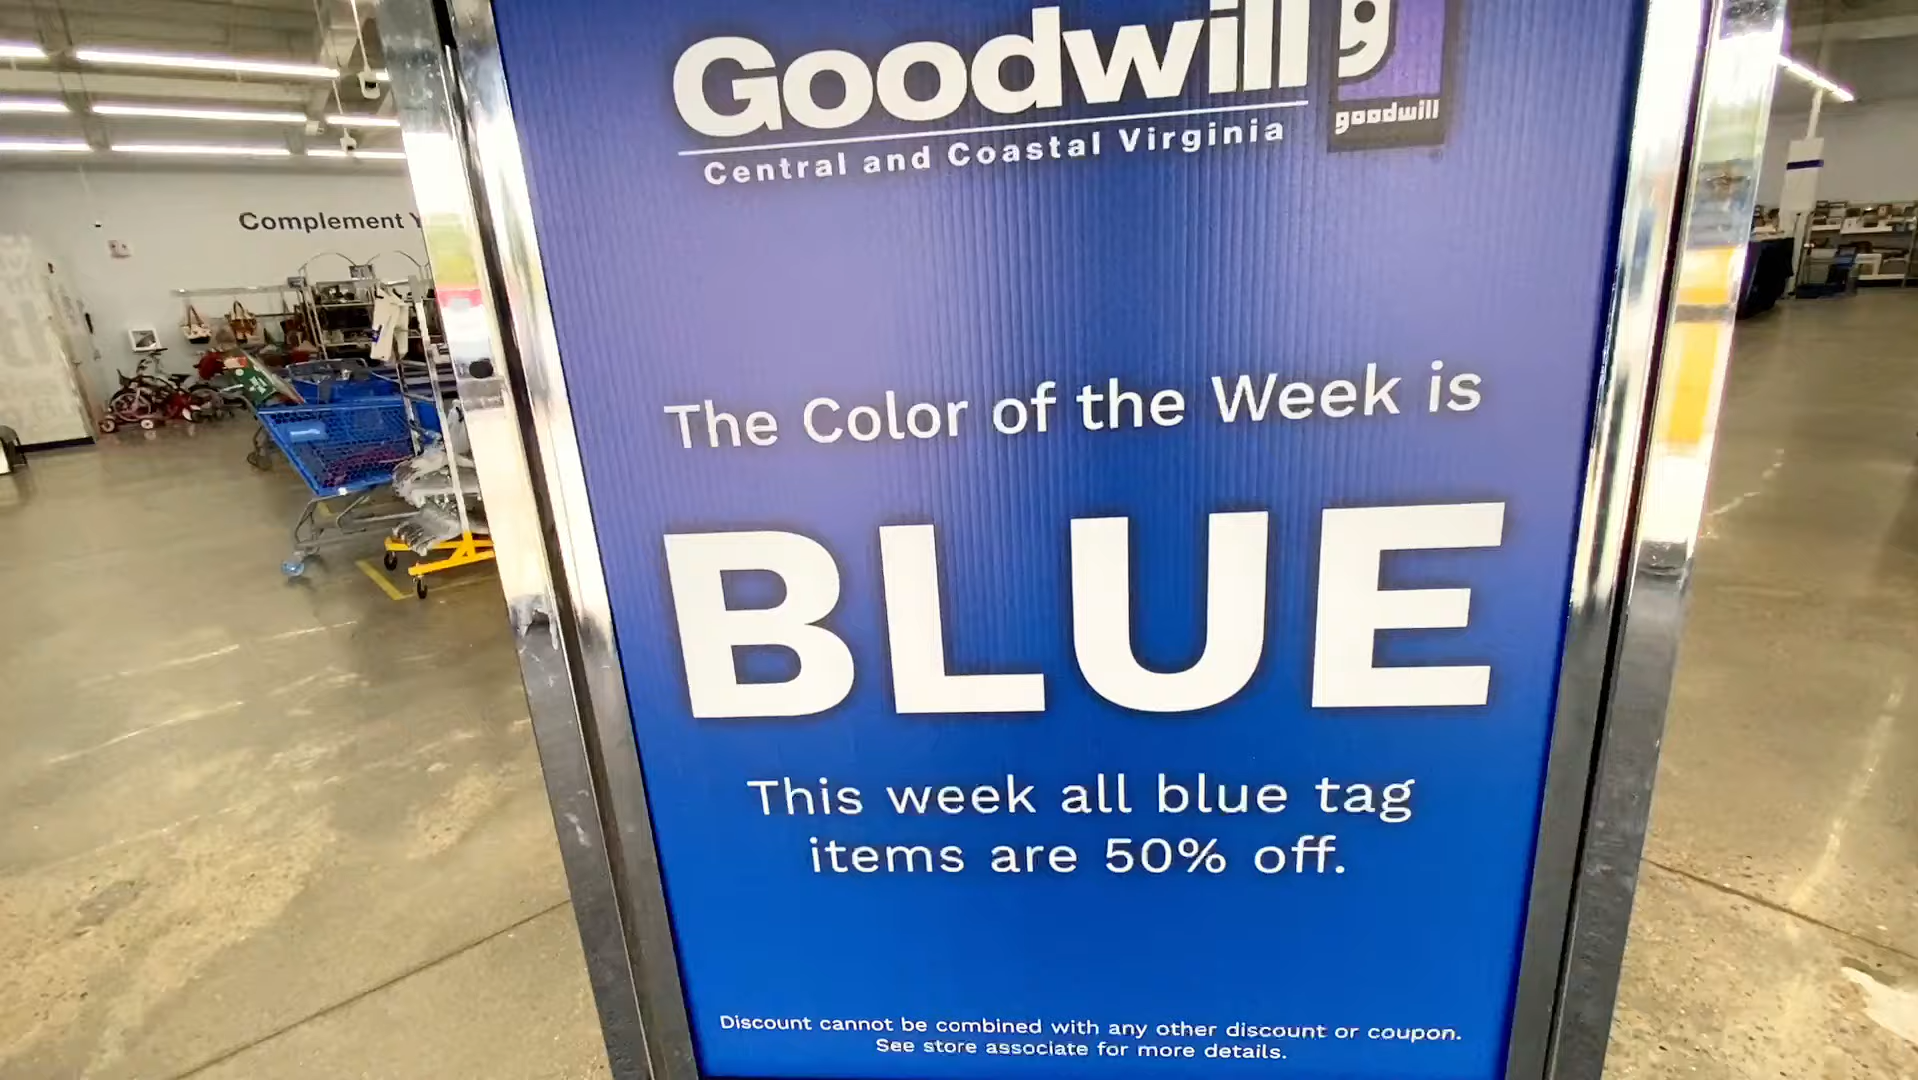 Goodwill
Central and Coastal Virginia
g
goodwill
Complement
The Color of the Week is
BLUE
This week all blue tag
items are 50% off.
Discount cannot be combined with any other discount or coupon.
See store associate for more details.